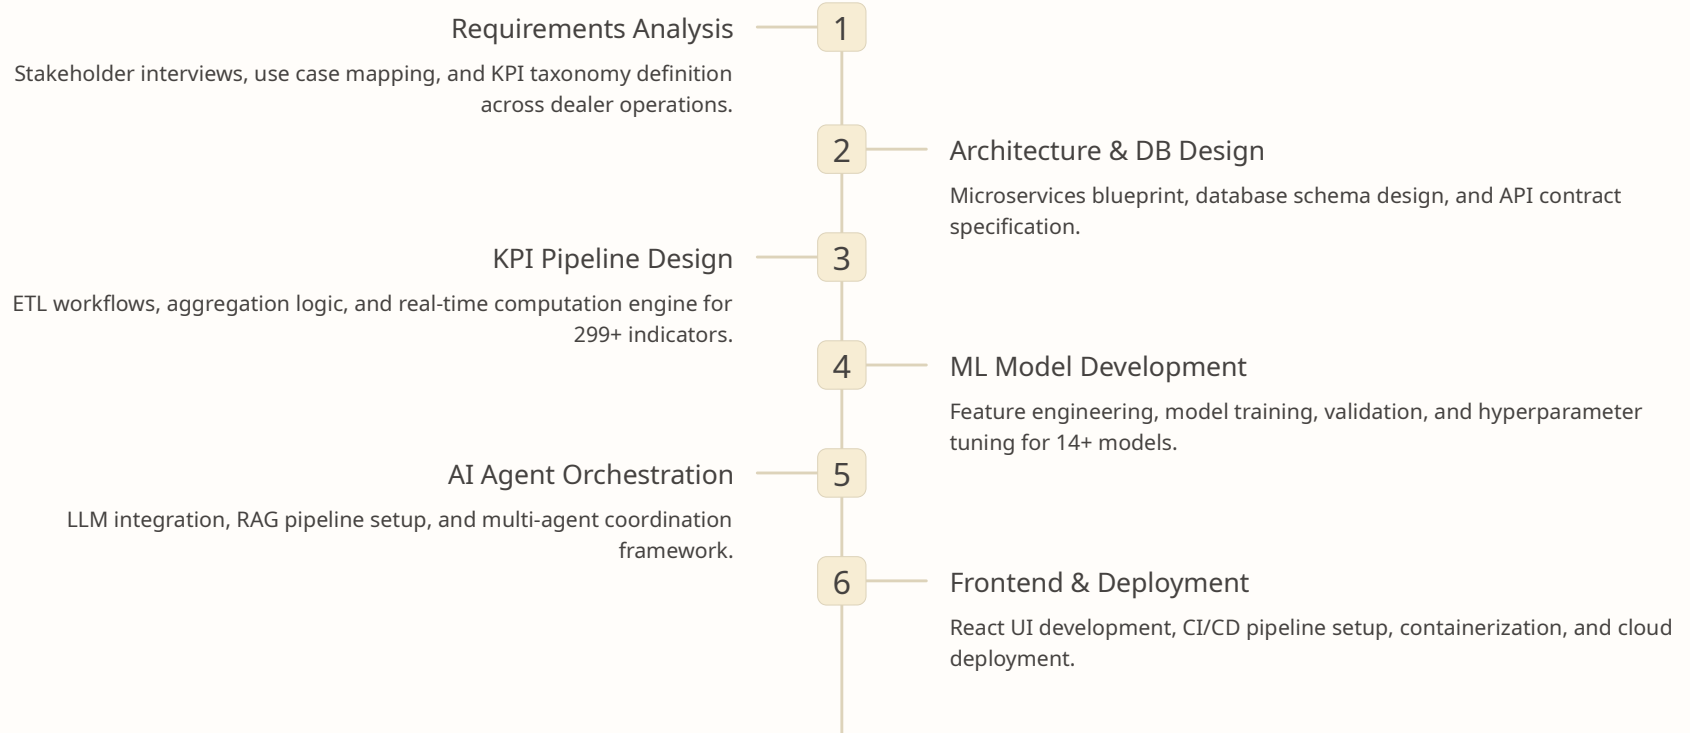 Requirements Analysis
1
Stakeholder interviews, use case mapping, and KPI taxonomy definition
across dealer operations.
2
Architecture & DB Design
Microservices blueprint, database schema design, and API contract
specification.
KPI Pipeline Design
3
ETL workflows, aggregation logic, and real-time computation engine for
299+ indicators.
4
ML Model Development
Feature engineering, model training, validation, and hyperparameter
tuning for 14+ models.
AI Agent Orchestration
5
LLM integration, RAG pipeline setup, and multi-agent coordination
framework.
6
Frontend & Deployment
React UI development, CI/CD pipeline setup, containerization, and cloud
deployment.